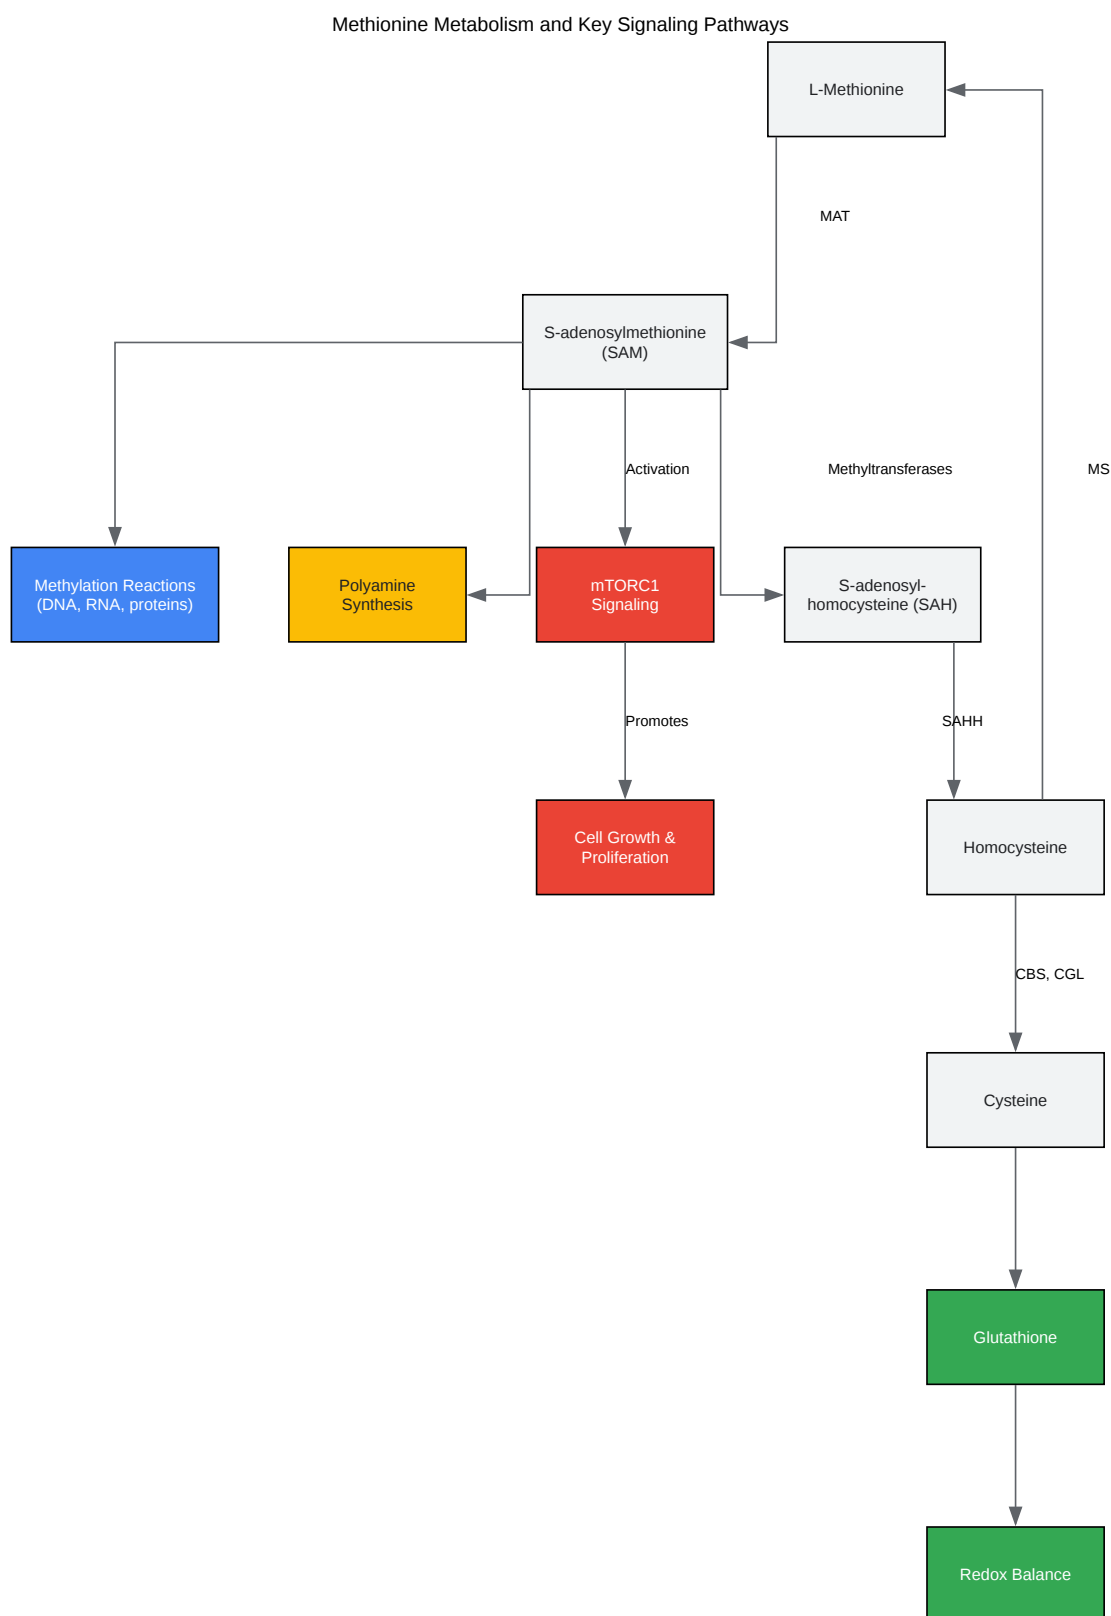 Methionine Metabolism and Key Signaling Pathways
L-Methionine
MAT
S-adenosylmethionine
(SAM)
Activation
Methyltransferases
MS
Methylation Reactions
(DNA, RNA, proteins)
Polyamine
Synthesis
mTORC1
Signaling
S-adenosyl-
homocysteine (SAH)
Promotes
SAHH
Cell Growth &
Proliferation
Homocysteine
CBS, CGL
Cysteine
Glutathione
Redox Balance